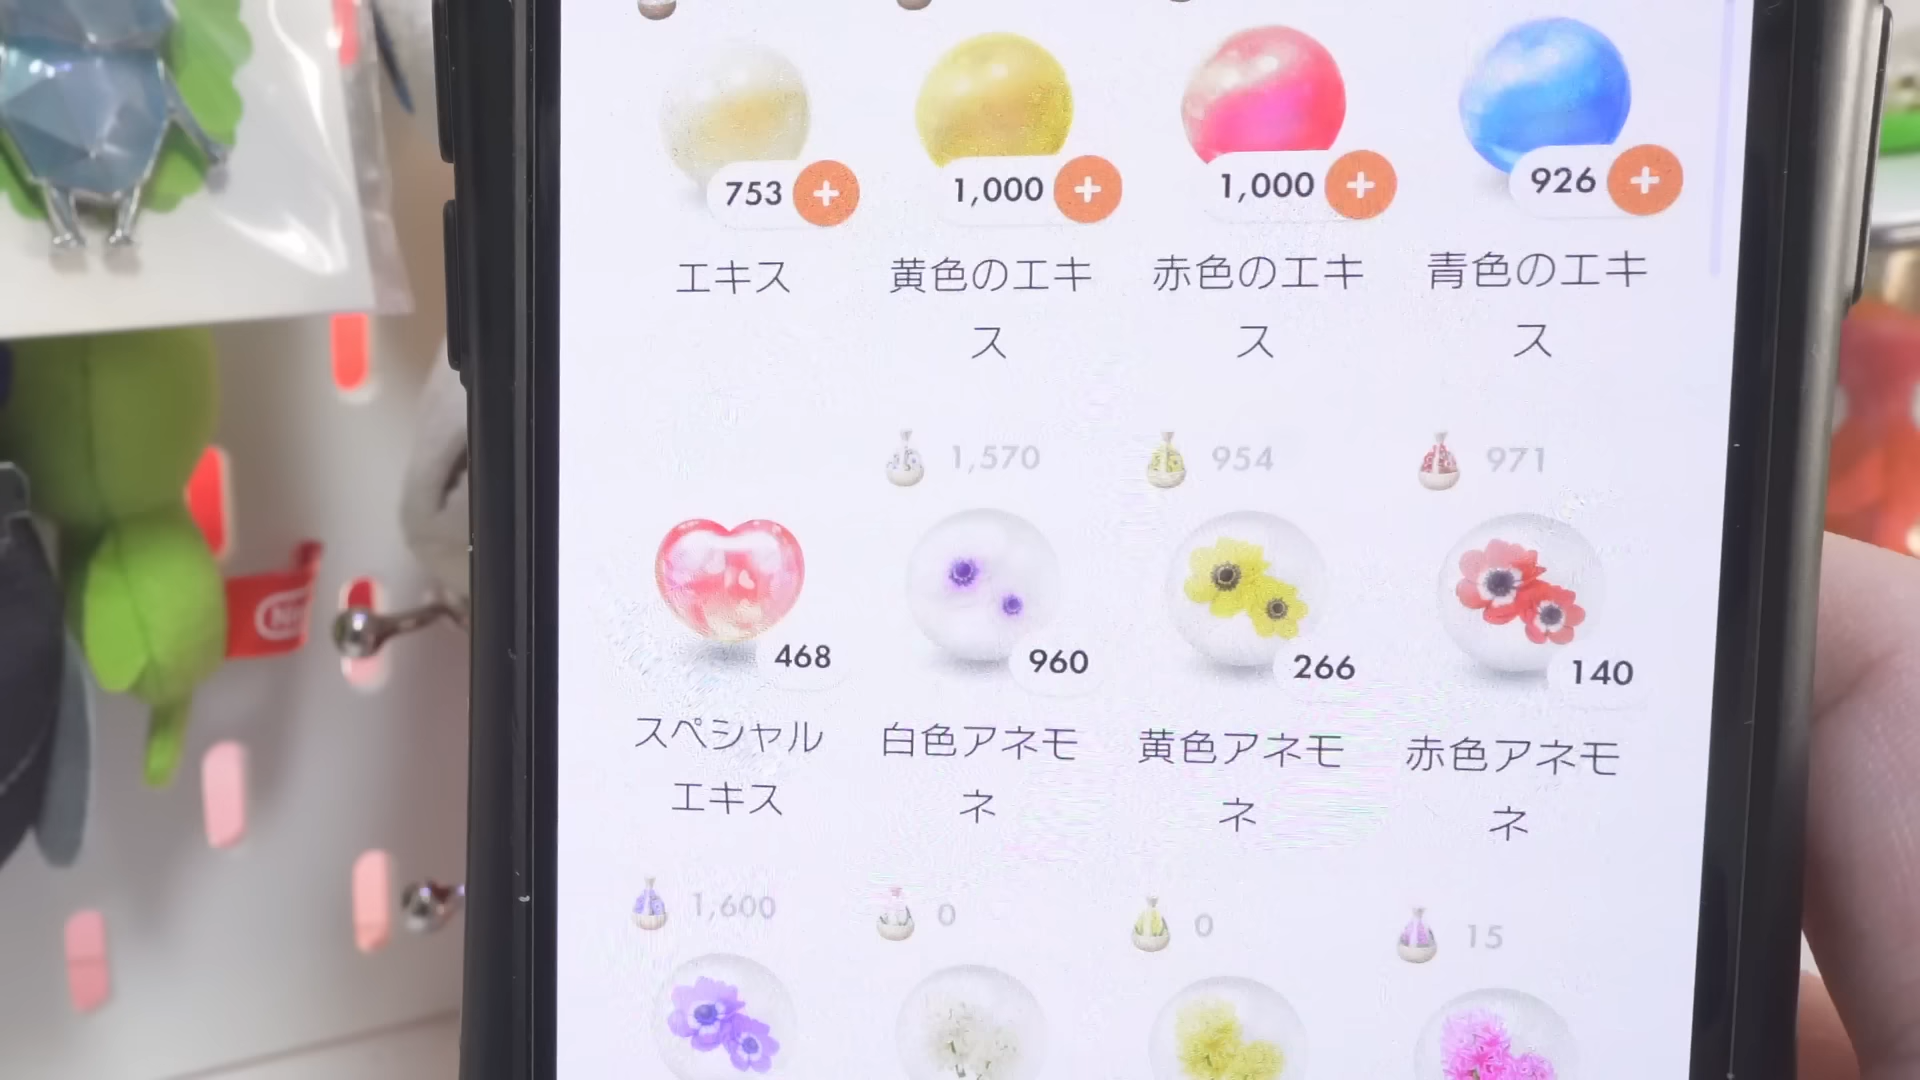 753
1,000
1,000
926
エキス
黄色のエキ
ス
赤色のエキ
ス
青色のエキ
ス
1,570
954
971
468
960
266
140
スペシャル
エキス
白色アネモ
ネ
黄色アネモ
ネ
赤色アネモ
ネ
1,600
0
0
15